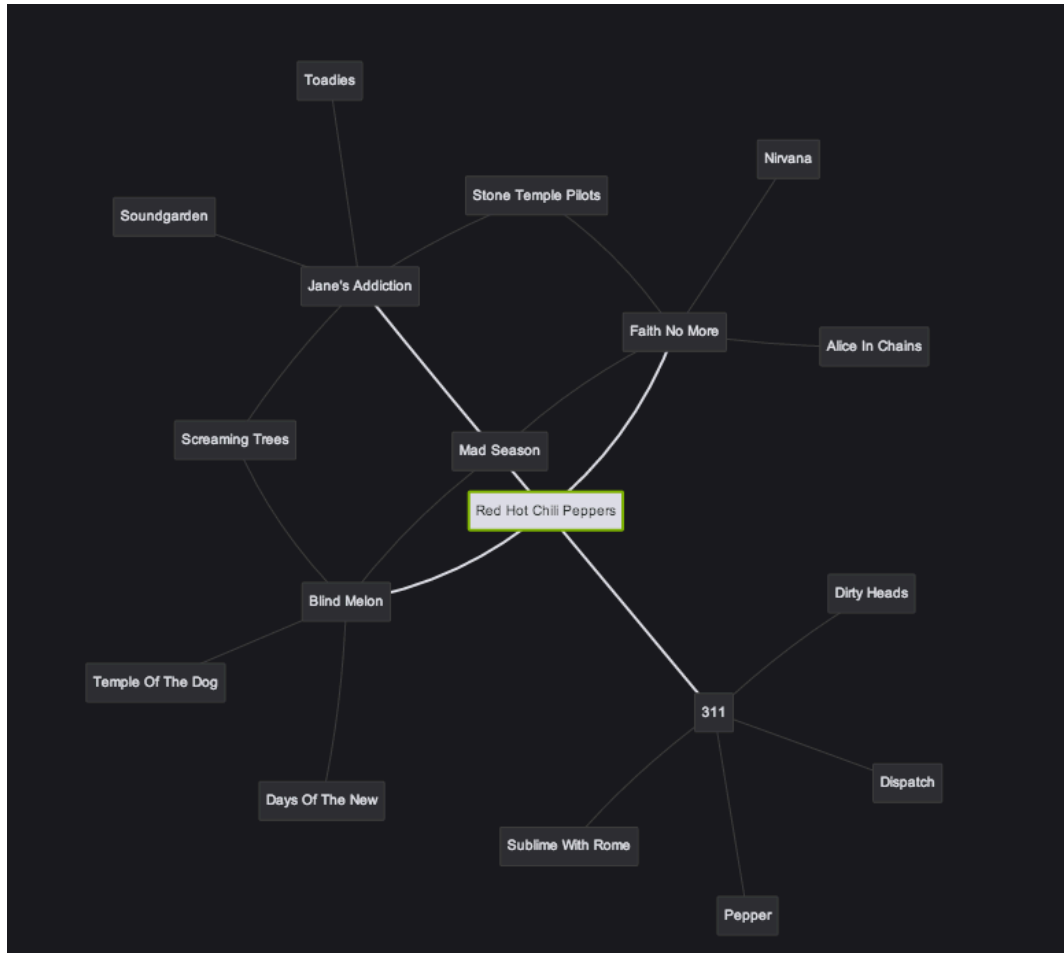 Toadies
Nirvana
Stone Temple Pilots
Soundgarden
Jane's Addiction
Faith No More
Alice In Chains
Screaming Trees
Mad Season
Red Hot Chili Peppers
Dirty Heads
Blind Melon
Temple Of The Dog
311
Dispatch
Days Of The New
Sublime With Rome
Pepper